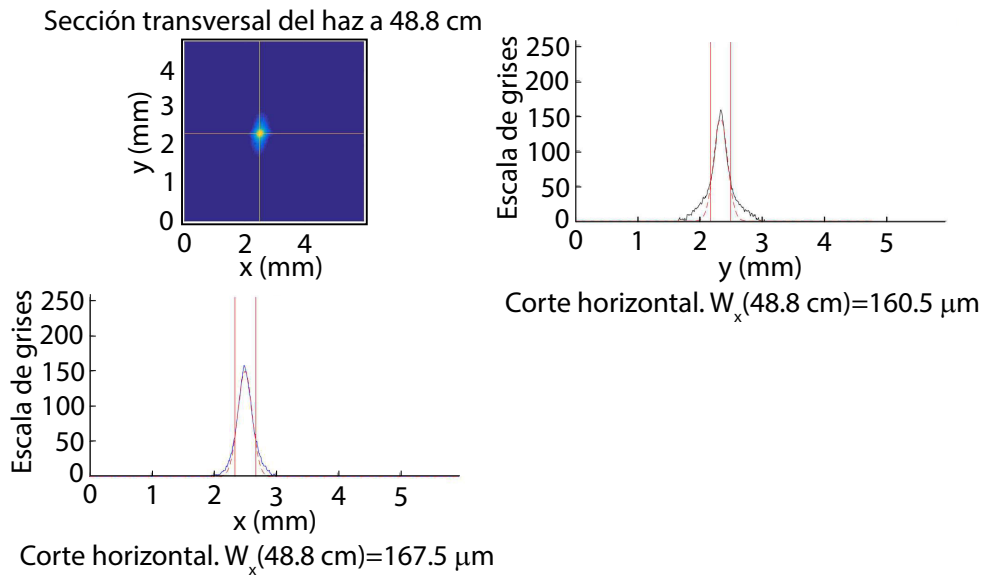 Sección transversal del haz a 48.8 cm
4
3
2
1
0
y (mm)
0 2 4
x (mm)
250
200
150
100
50
0
Escala de grises
0 1 2 3 4 5
y (mm)
Corte horizontal. Wx(48.8 cm)=160.5 μm
250
200
150
100
50
0
Escala de grises
0 1 2 3 4 5
x (mm)
Corte horizontal. Wx(48.8 cm)=167.5 μm